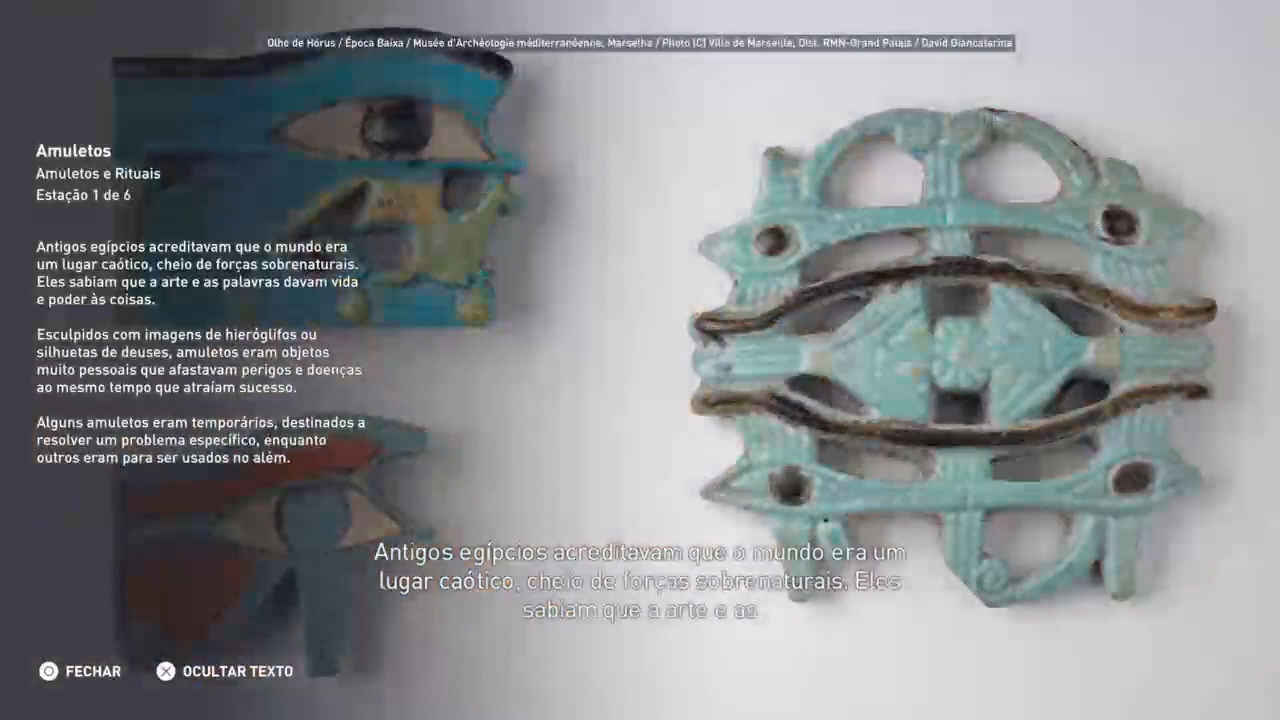 Olho de Hórus / Época Baixa / Musée d'Archéologie méditerranéenne, Marselha / Photo (C) Ville de Marseille, Dist. RMN-Grand Palais / David Giancatarina
Amuletos
Amuletos e Rituais
Estação 1 de 6
Antigos egípcios acreditavam que o mundo era
um lugar caótico, cheio de forças sobrenaturais.
Eles sabiam que a arte e as palavras davam vida
e poder às coisas.
Esculpidos com imagens de hieróglifos ou
silhuetas de deuses, amuletos eram objetos
muito pessoais que afastavam perigos e doenças
ao mesmo tempo que atraíam sucesso.
Alguns amuletos eram temporários, destinados a
resolver um problema específico, enquanto
outros eram para ser usados no além.
Antigos egípcios acreditavam que o mundo era um
lugar caótico, cheio de forças sobrenaturais. Eles
sabiam que a arte e as
FECHAR
OCULTAR TEXTO